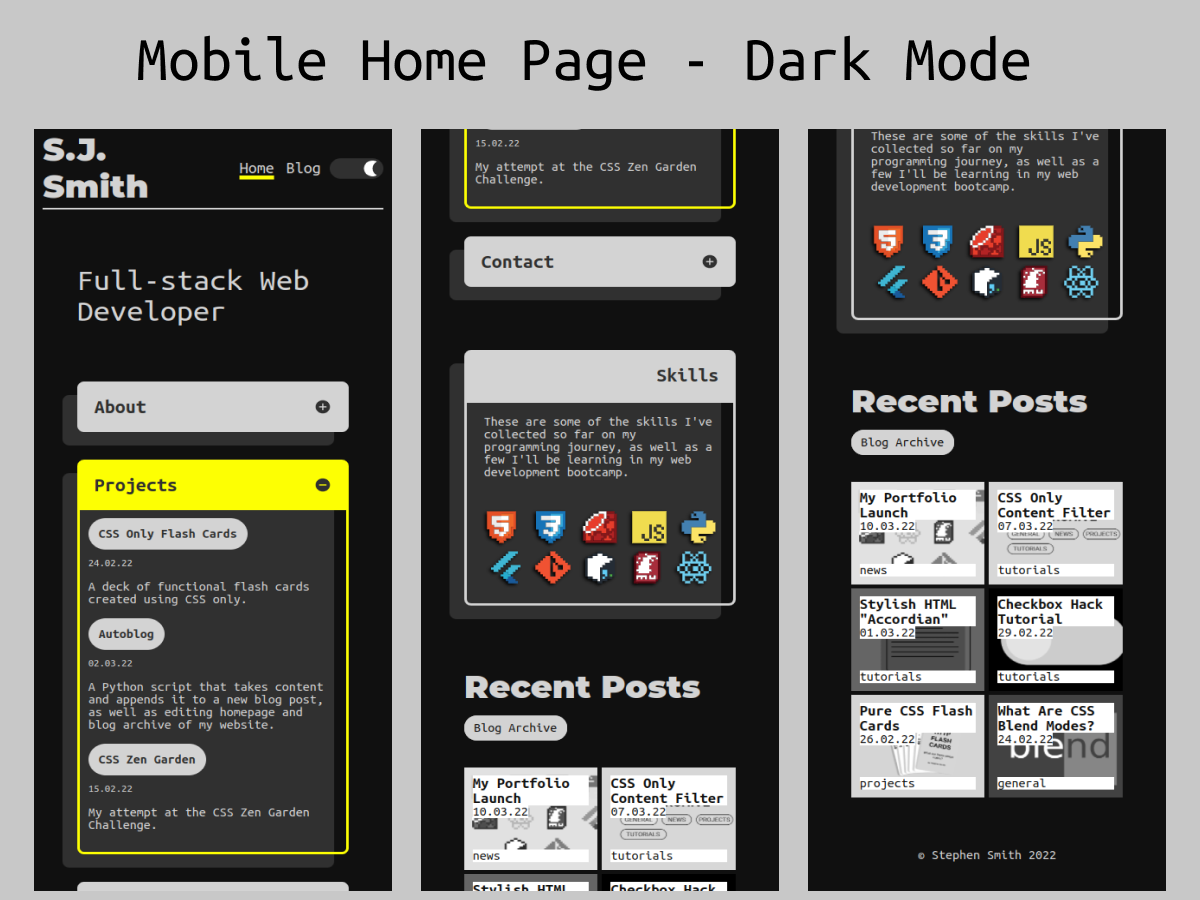 Mobile Home Page - Dark Mode
S.J.
Smith
Home Blog
Full-stack Web
Developer
About
Projects
CSS Only Flash Cards
24.02.22
A deck of functional flash cards
created using CSS only.
Autoblog
02.03.22
A Python script that takes content
and appends it to a new blog post,
as well as editing homepage and
blog archive of my website.
CSS Zen Garden
15.02.22
My attempt at the CSS Zen Garden
Challenge.
15.02.22
My attempt at the CSS Zen Garden
Challenge.
Contact
Skills
These are some of the skills I've
collected so far on my
programming journey, as well as a
few I'll be learning in my web
development bootcamp.
5 3 JS
Recent Posts
Blog Archive
My Portfolio
Launch
10.03.22
news
CSS Only
Content Filter
07.03.22
GENERAL NEWS PROJECTS
TUTORIALS
tutorials
Stylish HTML
Checkbox Hack
These are some of the skills I've
collected so far on my
programming journey, as well as a
few I'll be learning in my web
development bootcamp.
5 3 JS
Recent Posts
Blog Archive
My Portfolio
Launch
10.03.22
news
CSS Only
Content Filter
07.03.22
GENERAL NEWS PROJECTS
TUTORIALS
tutorials
Stylish HTML
"Accordian"
01.03.22
tutorials
Checkbox Hack
Tutorial
29.02.22
tutorials
Pure CSS Flash
Cards
26.02.22
FLASH
CARDS
projects
What Are CSS
Blend Modes?
24.02.22
blend
general
© Stephen Smith 2022